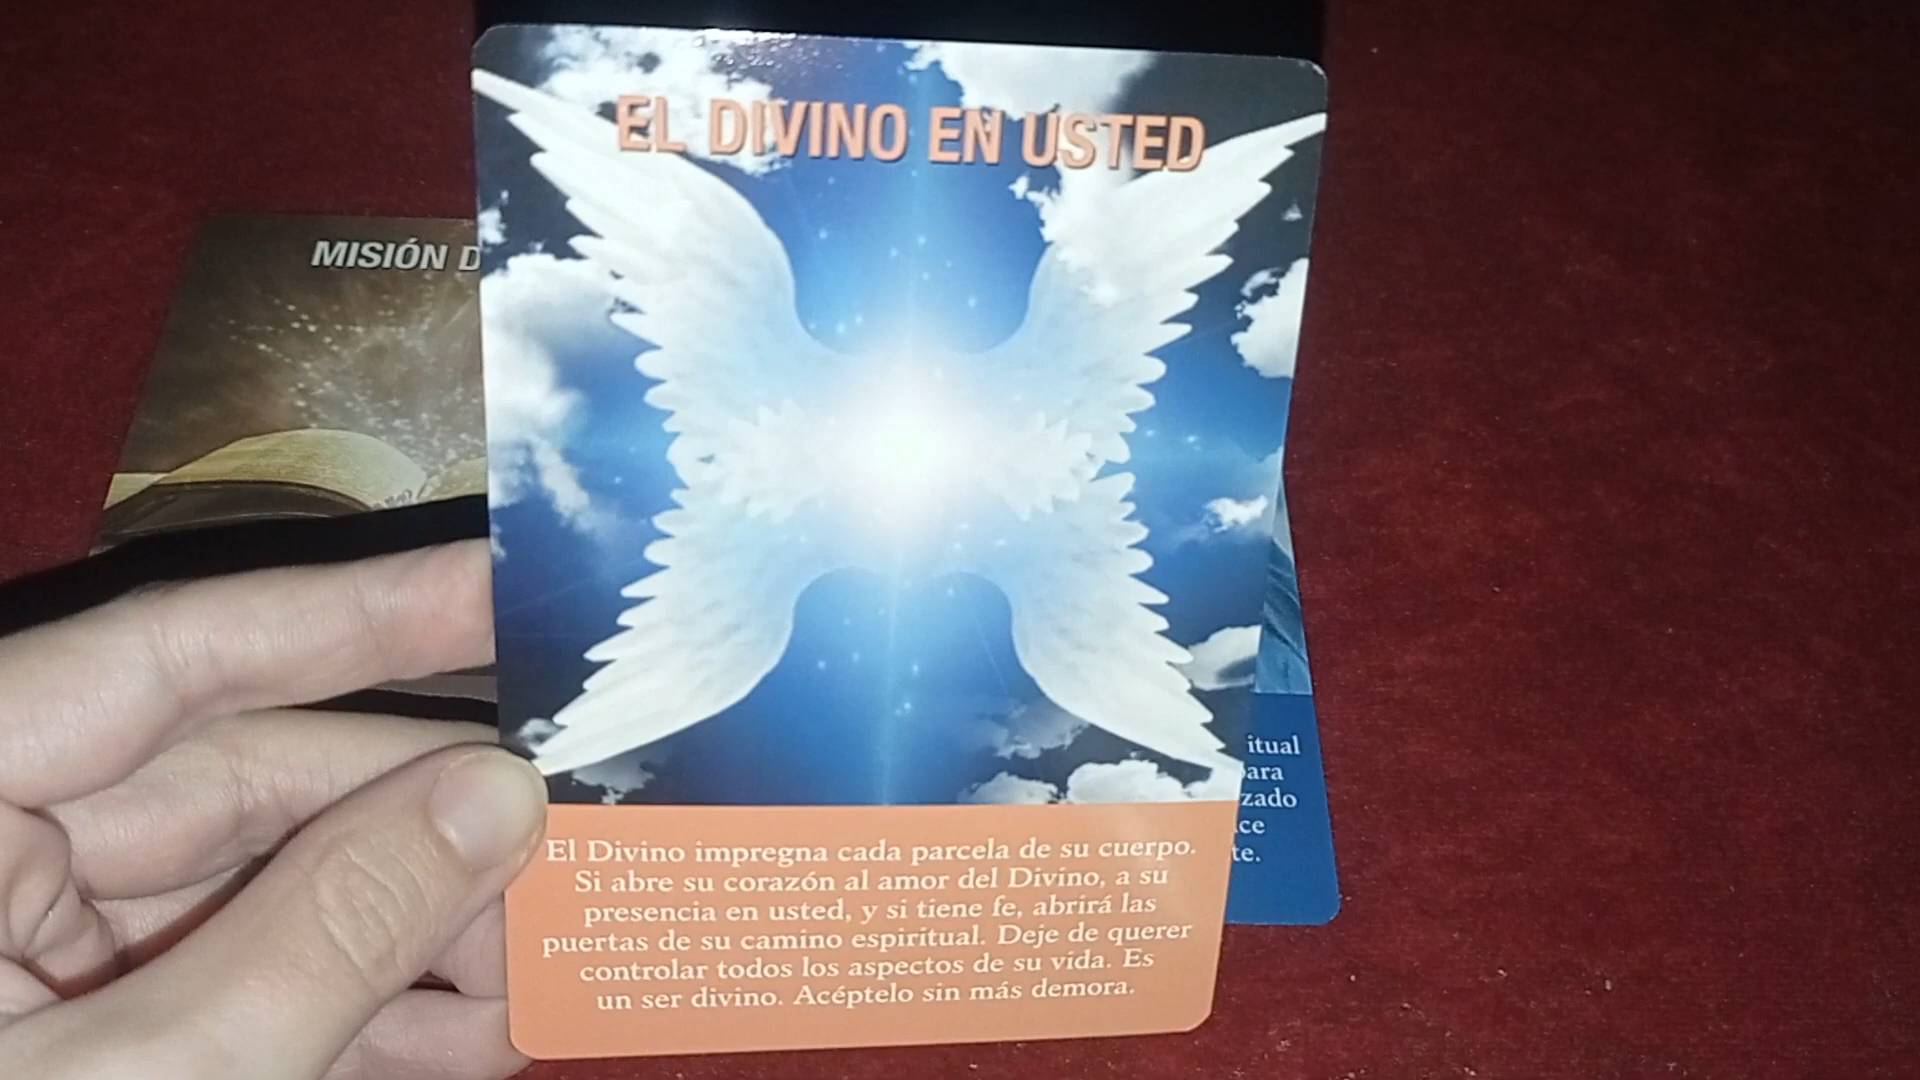 EL DIVINO EN USTED
MISIÓN
El Divino impregna cada parcela de su cuerpo.
Si abre su corazón al amor del Divino, a su
presencia en usted, y si tiene fe, abrirá las
puertas de su camino espiritual. Deje de querer
controlar todos los aspectos de su vida. Es
un ser divino. Acéptelo sin más demora.